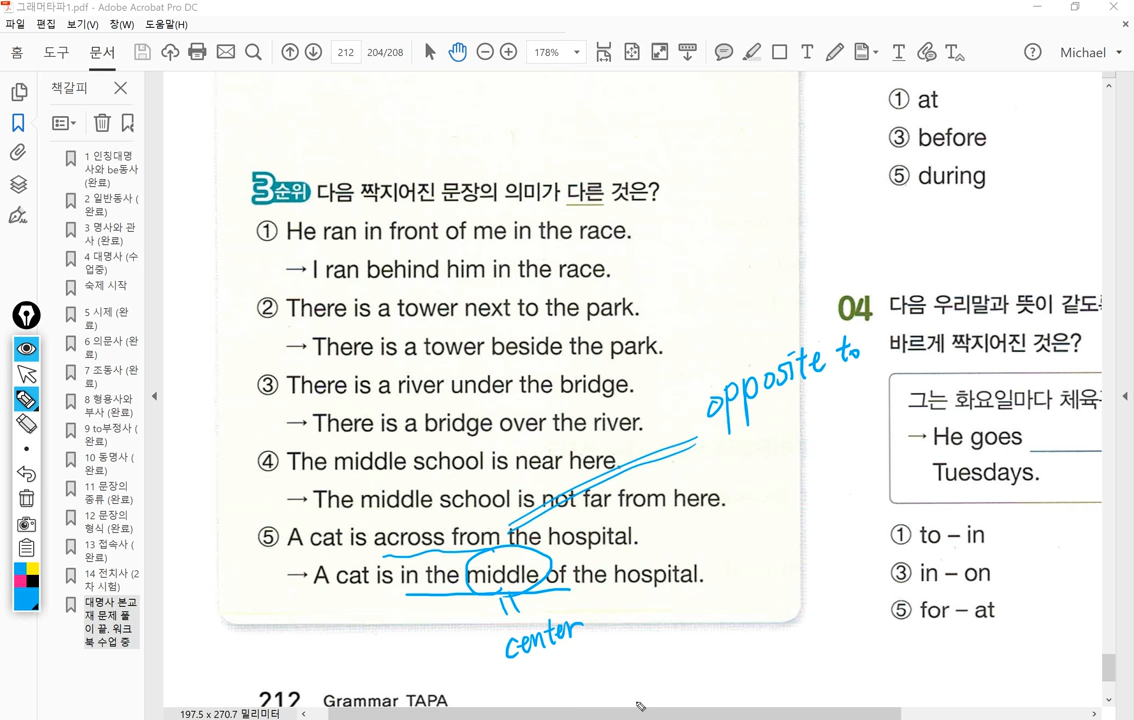 그래머타파1.pdf - Adobe Acrobat Pro DC
파일 편집 보기(V) 창(W) 도움말(H)
홈 도구 문서 212 204/208 178% Michael
책갈피
1 인칭대명
사와 be동사
(완료)
2 일반동사 (
완료)
3 명사와 관
사 (완료)
4 대명사 (수
업중)
숙제 시작
5 시제 (완
료)
6 의문사 (완
료)
7 조동사 (완
료)
8 형용사와
부사 (완료)
9 to부정사 (
완료)
10 동명사 (
완료)
11 문장의
종류 (완료)
12 문장의
형식 (완료)
13 접속사 (
완료)
14 전치사 (2
차 시험)
대명사 본교
재 문제 풀
이 끝. 워크
북 수업 중
3순위 다음 짝지어진 문장의 의미가 다른 것은?
① He ran in front of me in the race.
→ I ran behind him in the race.
② There is a tower next to the park.
→ There is a tower beside the park.
③ There is a river under the bridge.
→ There is a bridge over the river.
④ The middle school is near here.
→ The middle school is not far from here.
⑤ A cat is across from the hospital.
→ A cat is in the middle of the hospital.
opposite to
center
212 Grammar TAPA
① at
③ before
⑤ during
04 다음 우리말과 뜻이 같도록
바르게 짝지어진 것은?
그는 화요일마다 체육
→ He goes
Tuesdays.
① to – in
③ in – on
⑤ for – at
197.5 x 270.7 밀리미터